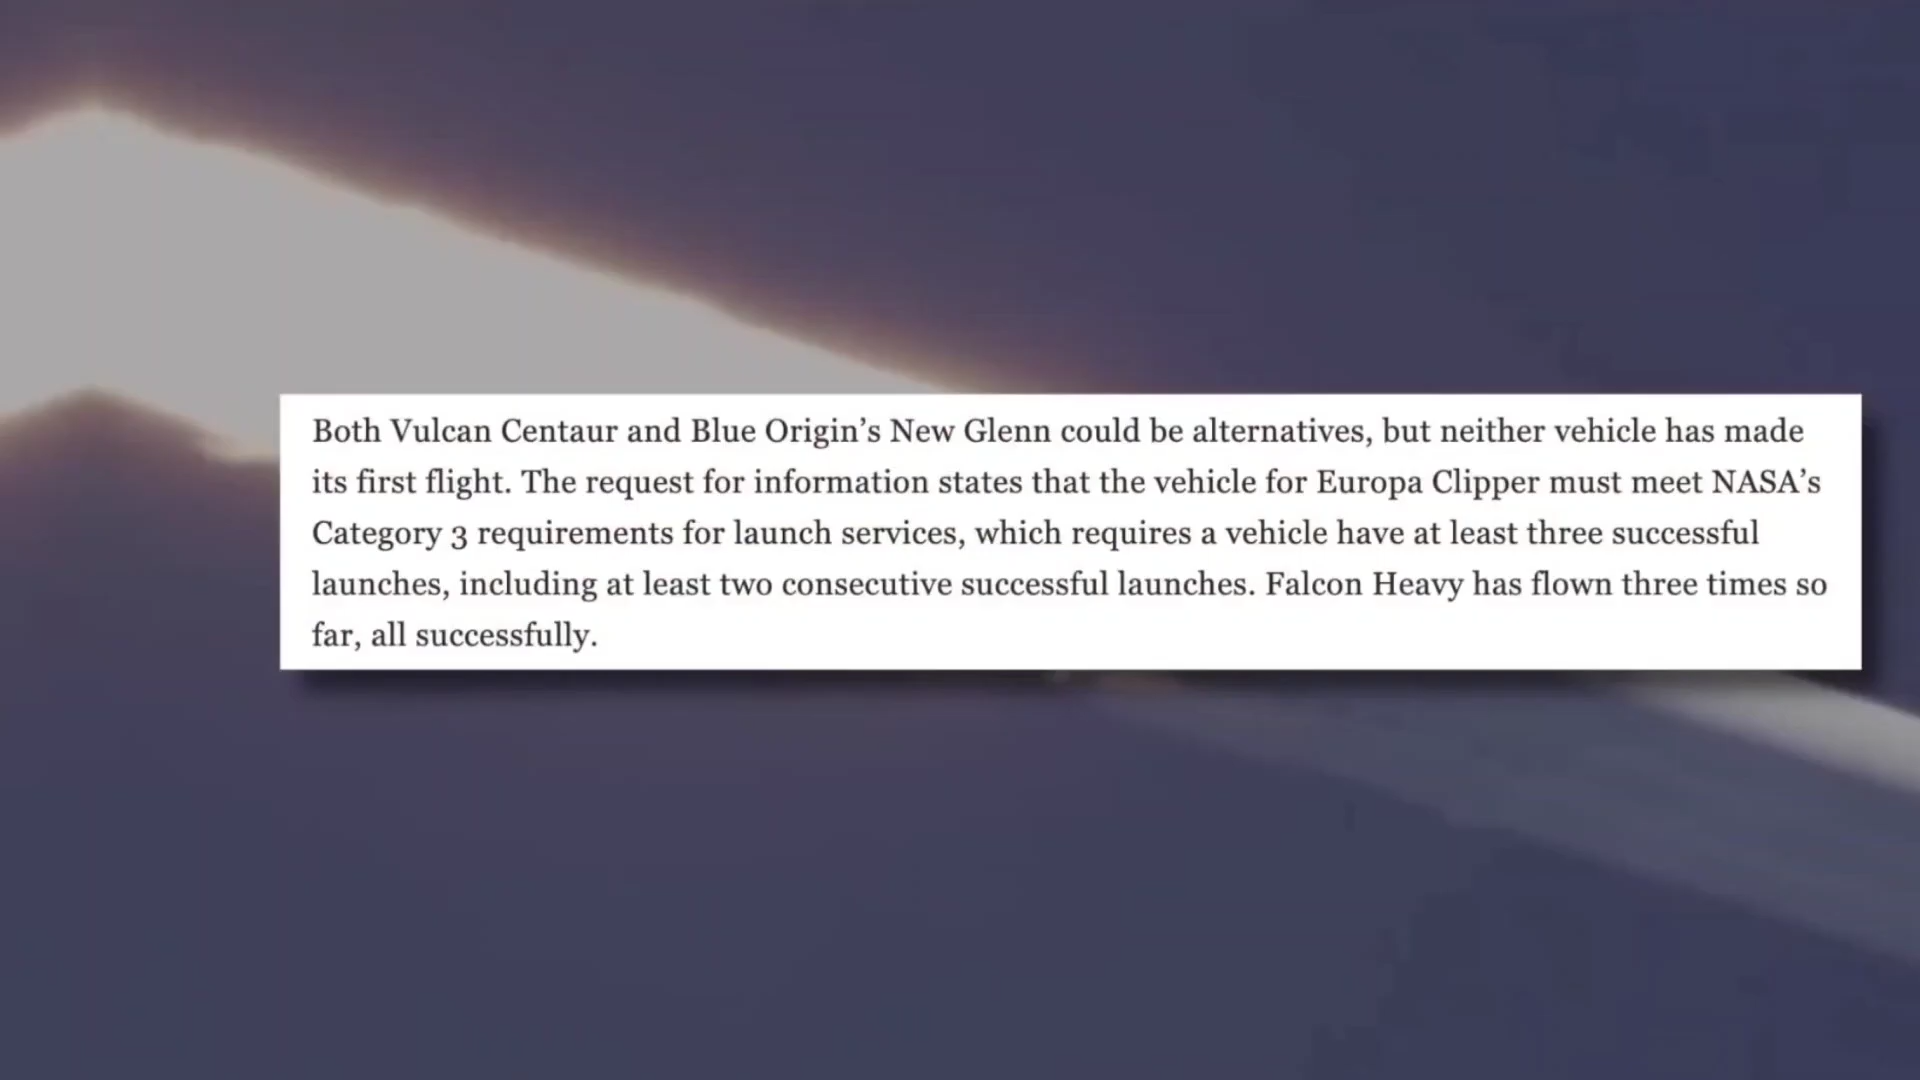 Both Vulcan Centaur and Blue Origin’s New Glenn could be alternatives, but neither vehicle has made
its first flight. The request for information states that the vehicle for Europa Clipper must meet NASA’s
Category 3 requirements for launch services, which requires a vehicle have at least three successful
launches, including at least two consecutive successful launches. Falcon Heavy has flown three times so
far, all successfully.